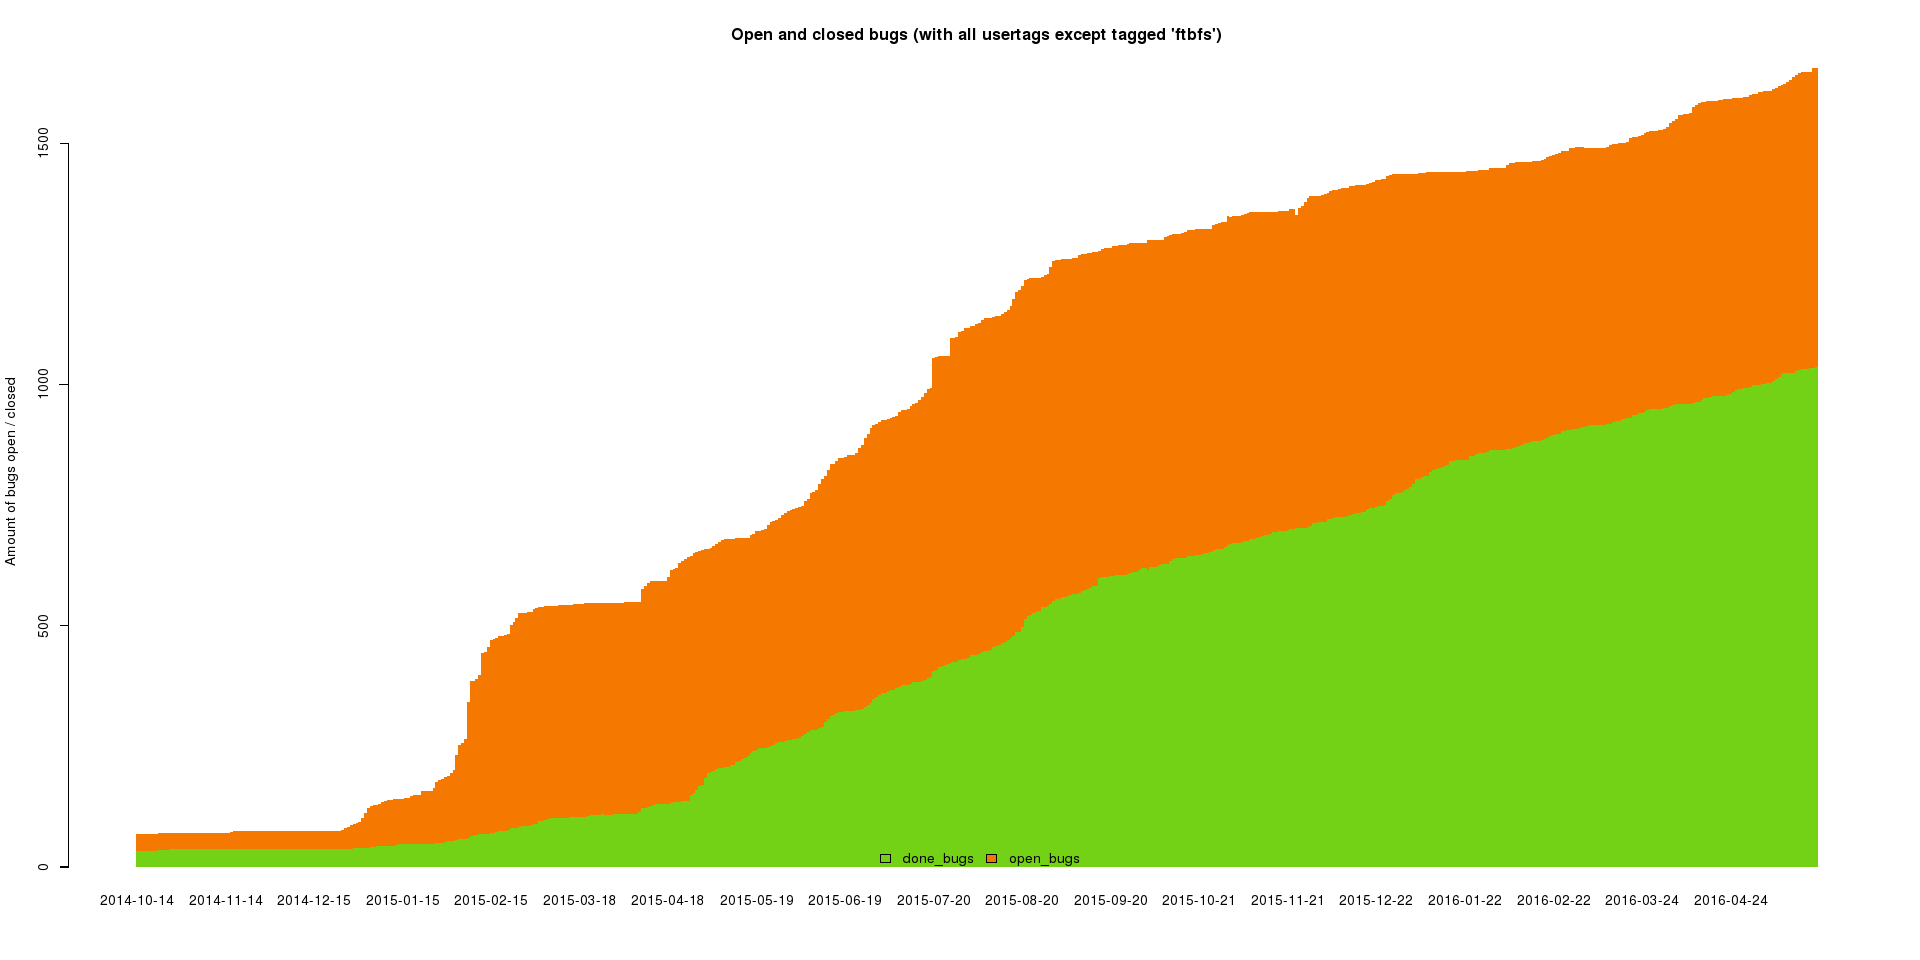 Open and closed bugs (with all usertags except tagged 'ftbfs')
Amount of bugs open / closed
1500
1000
500
0
done_bugs open_bugs
2014-10-14 2014-11-14 2014-12-15 2015-01-15 2015-02-15 2015-03-18 2015-04-18 2015-05-19 2015-06-19 2015-07-20 2015-08-20 2015-09-20 2015-10-21 2015-11-21 2015-12-22 2016-01-22 2016-02-22 2016-03-24 2016-04-24